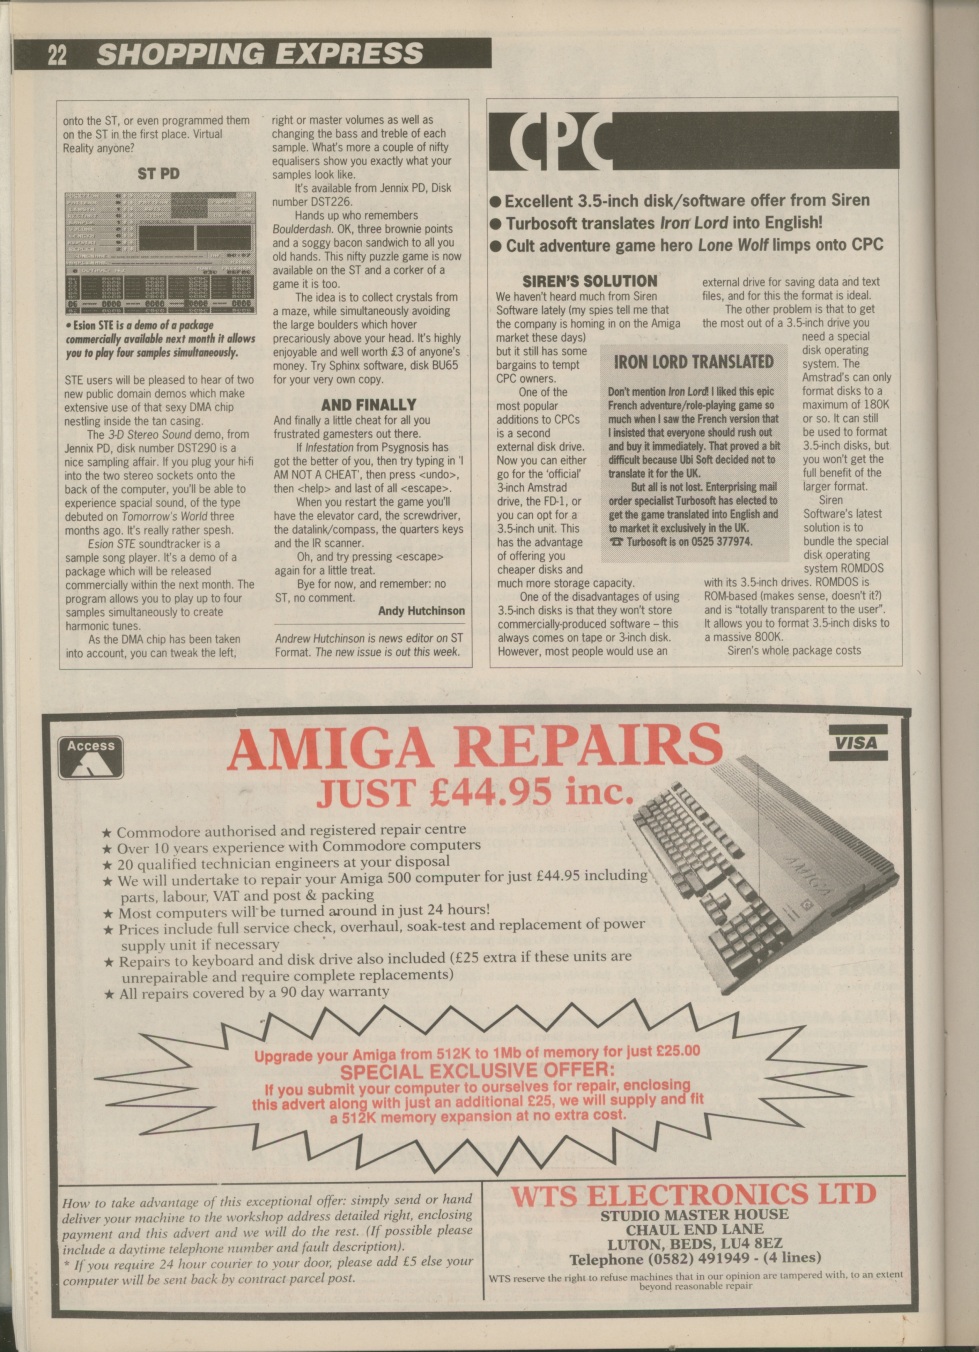 22 SHOPPING EXPRESS
onto the ST, or even programmed them
on the ST in the first place. Virtual
Reality anyone?
ST PD
• Esion STE is a demo of a package
commercially available next month it allows
you to play four samples simultaneously.
STE users will be pleased to hear of two
new public domain demos which make
extensive use of that sexy DMA chip
nestling inside the tan casing.
The 3-D Stereo Sound demo, from
Jennix PD, disk number DST290 is a
nice sampling affair. If you plug your hi-fi
into the two stereo sockets onto the
back of the computer, you'll be able to
experience spacial sound, of the type
debuted on Tomorrow's World three
months ago. It's really rather spesh.
Esion STE soundtracker is a
sample song player. It's a demo of a
package which will be released
commercially within the next month. The
program allows you to play up to four
samples simultaneously to create
harmonic tunes.
As the DMA chip has been taken
into account, you can tweak the left,
right or master volumes as well as
changing the bass and treble of each
sample. What's more a couple of nifty
equalisers show you exactly what your
samples look like.
It's available from Jennix PD, Disk
number DST226.
Hands up who remembers
Boulderdash. OK, three brownie points
and a soggy bacon sandwich to all you
old hands. This nifty puzzle game is now
available on the ST and a corker of a
game it is too.
The idea is to collect crystals from
a maze, while simultaneously avoiding
the large boulders which hover
precariously above your head. It's highly
enjoyable and well worth £3 of anyone's
money. Try Sphinx software, disk BU65
for your very own copy.
AND FINALLY
And finally a little cheat for all you
frustrated gamesters out there.
If Infestation from Psygnosis has
got the better of you, then try typing in 'I
AM NOT A CHEAT', then press <undo>,
then <help> and last of all <escape>.
When you restart the game you'll
have the elevator card, the screwdriver,
the datalink/compass, the quarters keys
and the IR scanner.
Oh, and try pressing <escape>
again for a little treat.
Bye for now, and remember: no
ST, no comment.
Andy Hutchinson
Andrew Hutchinson is news editor on ST
Format. The new issue is out this week.
CPC
● Excellent 3.5-inch disk/software offer from Siren
● Turbosoft translates Iron Lord into English!
● Cult adventure game hero Lone Wolf limps onto CPC
SIREN'S SOLUTION
We haven't heard much from Siren
Software lately (my spies tell me that
the company is homing in on the Amiga
market these days)
but it still has some
bargains to tempt
CPC owners.
One of the
most popular
additions to CPCs
is a second
external disk drive.
Now you can either
go for the 'official'
3-inch Amstrad
drive, the FD-1, or
you can opt for a
3.5-inch unit. This
has the advantage
of offering you
cheaper disks and
much more storage capacity.
One of the disadvantages of using
3.5-inch disks is that they won't store
commercially-produced software – this
always comes on tape or 3-inch disk.
However, most people would use an
IRON LORD TRANSLATED
Don't mention Iron Lord! I liked this epic
French adventure/role-playing game so
much when I saw the French version that
I insisted that everyone should rush out
and buy it immediately. That proved a bit
difficult because Ubi Soft decided not to
translate it for the UK.
But all is not lost. Enterprising mail
order specialist Turbosoft has elected to
get the game translated into English and
to market it exclusively in the UK.
☎ Turbosoft is on 0525 377974.
external drive for saving data and text
files, and for this the format is ideal.
The other problem is that to get
the most out of a 3.5-inch drive you
need a special
disk operating
system. The
Amstrad's can only
format disks to a
maximum of 180K
or so. It can still
be used to format
3.5-inch disks, but
you won't get the
full benefit of the
larger format.
Siren
Software's latest
solution is to
bundle the special
disk operating
system ROMDOS
with its 3.5-inch drives. ROMDOS is
ROM-based (makes sense, doesn't it?)
and is "totally transparent to the user".
It allows you to format 3.5-inch disks to
a massive 800K.
Siren's whole package costs
Access
AMIGA REPAIRS
VISA
JUST £44.95 inc.
★ Commodore authorised and registered repair centre
★ Over 10 years experience with Commodore computers
★ 20 qualified technician engineers at your disposal
★ We will undertake to repair your Amiga 500 computer for just £44.95 including
parts, labour, VAT and post & packing
★ Most computers will be turned around in just 24 hours!
★ Prices include full service check, overhaul, soak-test and replacement of power
supply unit if necessary
★ Repairs to keyboard and disk drive also included (£25 extra if these units are
unrepairable and require complete replacements)
★ All repairs covered by a 90 day warranty
AMIGA
Upgrade your Amiga from 512K to 1Mb of memory for just £25.00
SPECIAL EXCLUSIVE OFFER:
If you submit your computer to ourselves for repair, enclosing
this advert along with just an additional £25, we will supply and fit
a 512K memory expansion at no extra cost.
How to take advantage of this exceptional offer: simply send or hand
deliver your machine to the workshop address detailed right, enclosing
payment and this advert and we will do the rest. (If possible please
include a daytime telephone number and fault description).
* If you require 24 hour courier to your door, please add £5 else your
computer will be sent back by contract parcel post.
WTS ELECTRONICS LTD
STUDIO MASTER HOUSE
CHAUL END LANE
LUTON, BEDS, LU4 8EZ
Telephone (0582) 491949 - (4 lines)
WTS reserve the right to refuse machines that in our opinion are tampered with, to an extent
beyond reasonable repair